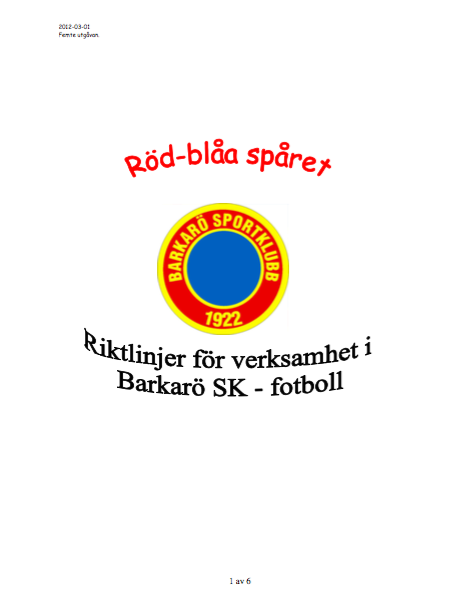 2012-03-01
Femte utgåvan.
Röd-blåa spåret
BARKARÖ SPORTKLUBB
1922
Riktlinjer för verksamhet i
Barkarö SK - fotboll
1 av 6